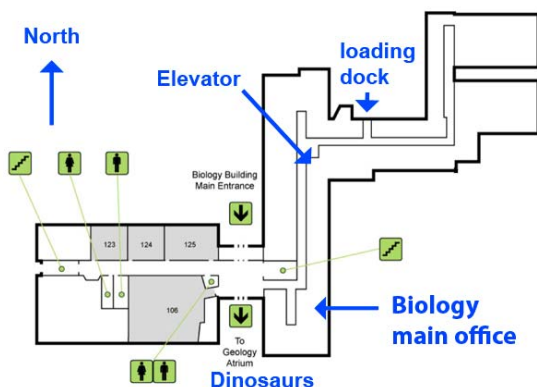 North
loading
dock
Elevator
Biology Building
Main Entrance
123
124
125
106
To
Geology
Atrium
Dinosaurs
Biology
main office